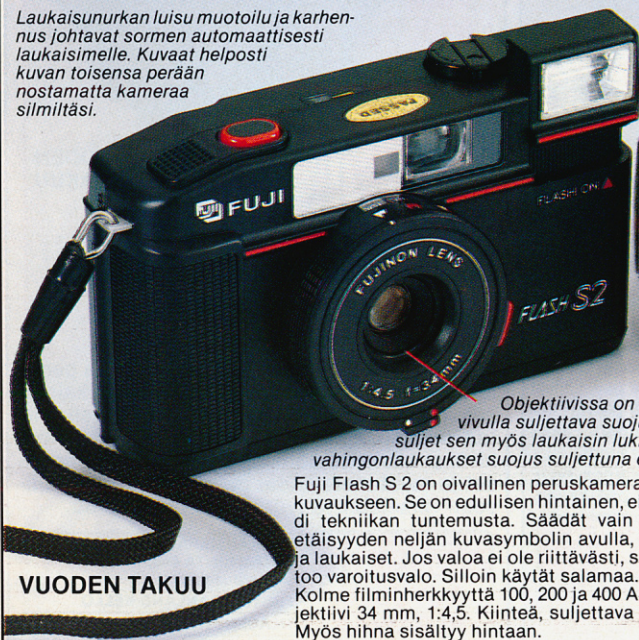 Laukaisunurkan luisu muotoilu ja karhen-
nus johtavat sormen automaattisesti
laukaisimelle. Kuvaat helposti
kuvan toisensa perään
nostamatta kameraa
silmiltäsi.
PASSED
FUJI
FLASH ON
FUJINON LENS
1:4.5 f=34mm
FLASH S2
Objektiivissa on
vivulla suljettava suoj
suljet sen myös laukaisin luk
vahingonlaukaukset suojus suljettuna e
Fuji Flash S 2 on oivallinen peruskamera
kuvaukseen. Se on edullisen hintainen, e
di tekniikan tuntemusta. Säädät vain
etäisyyden neljän kuvasymbolin avulla,
ja laukaiset. Jos valoa ei ole riittävästi, s
too varoitusvalo. Silloin käytät salamaa.
Kolme filminherkkyyttä 100, 200 ja 400 A
jektiivi 34 mm, 1:4,5. Kiinteä, suljettava
Myös hihna sisältyy hintaan.
VUODEN TAKUU